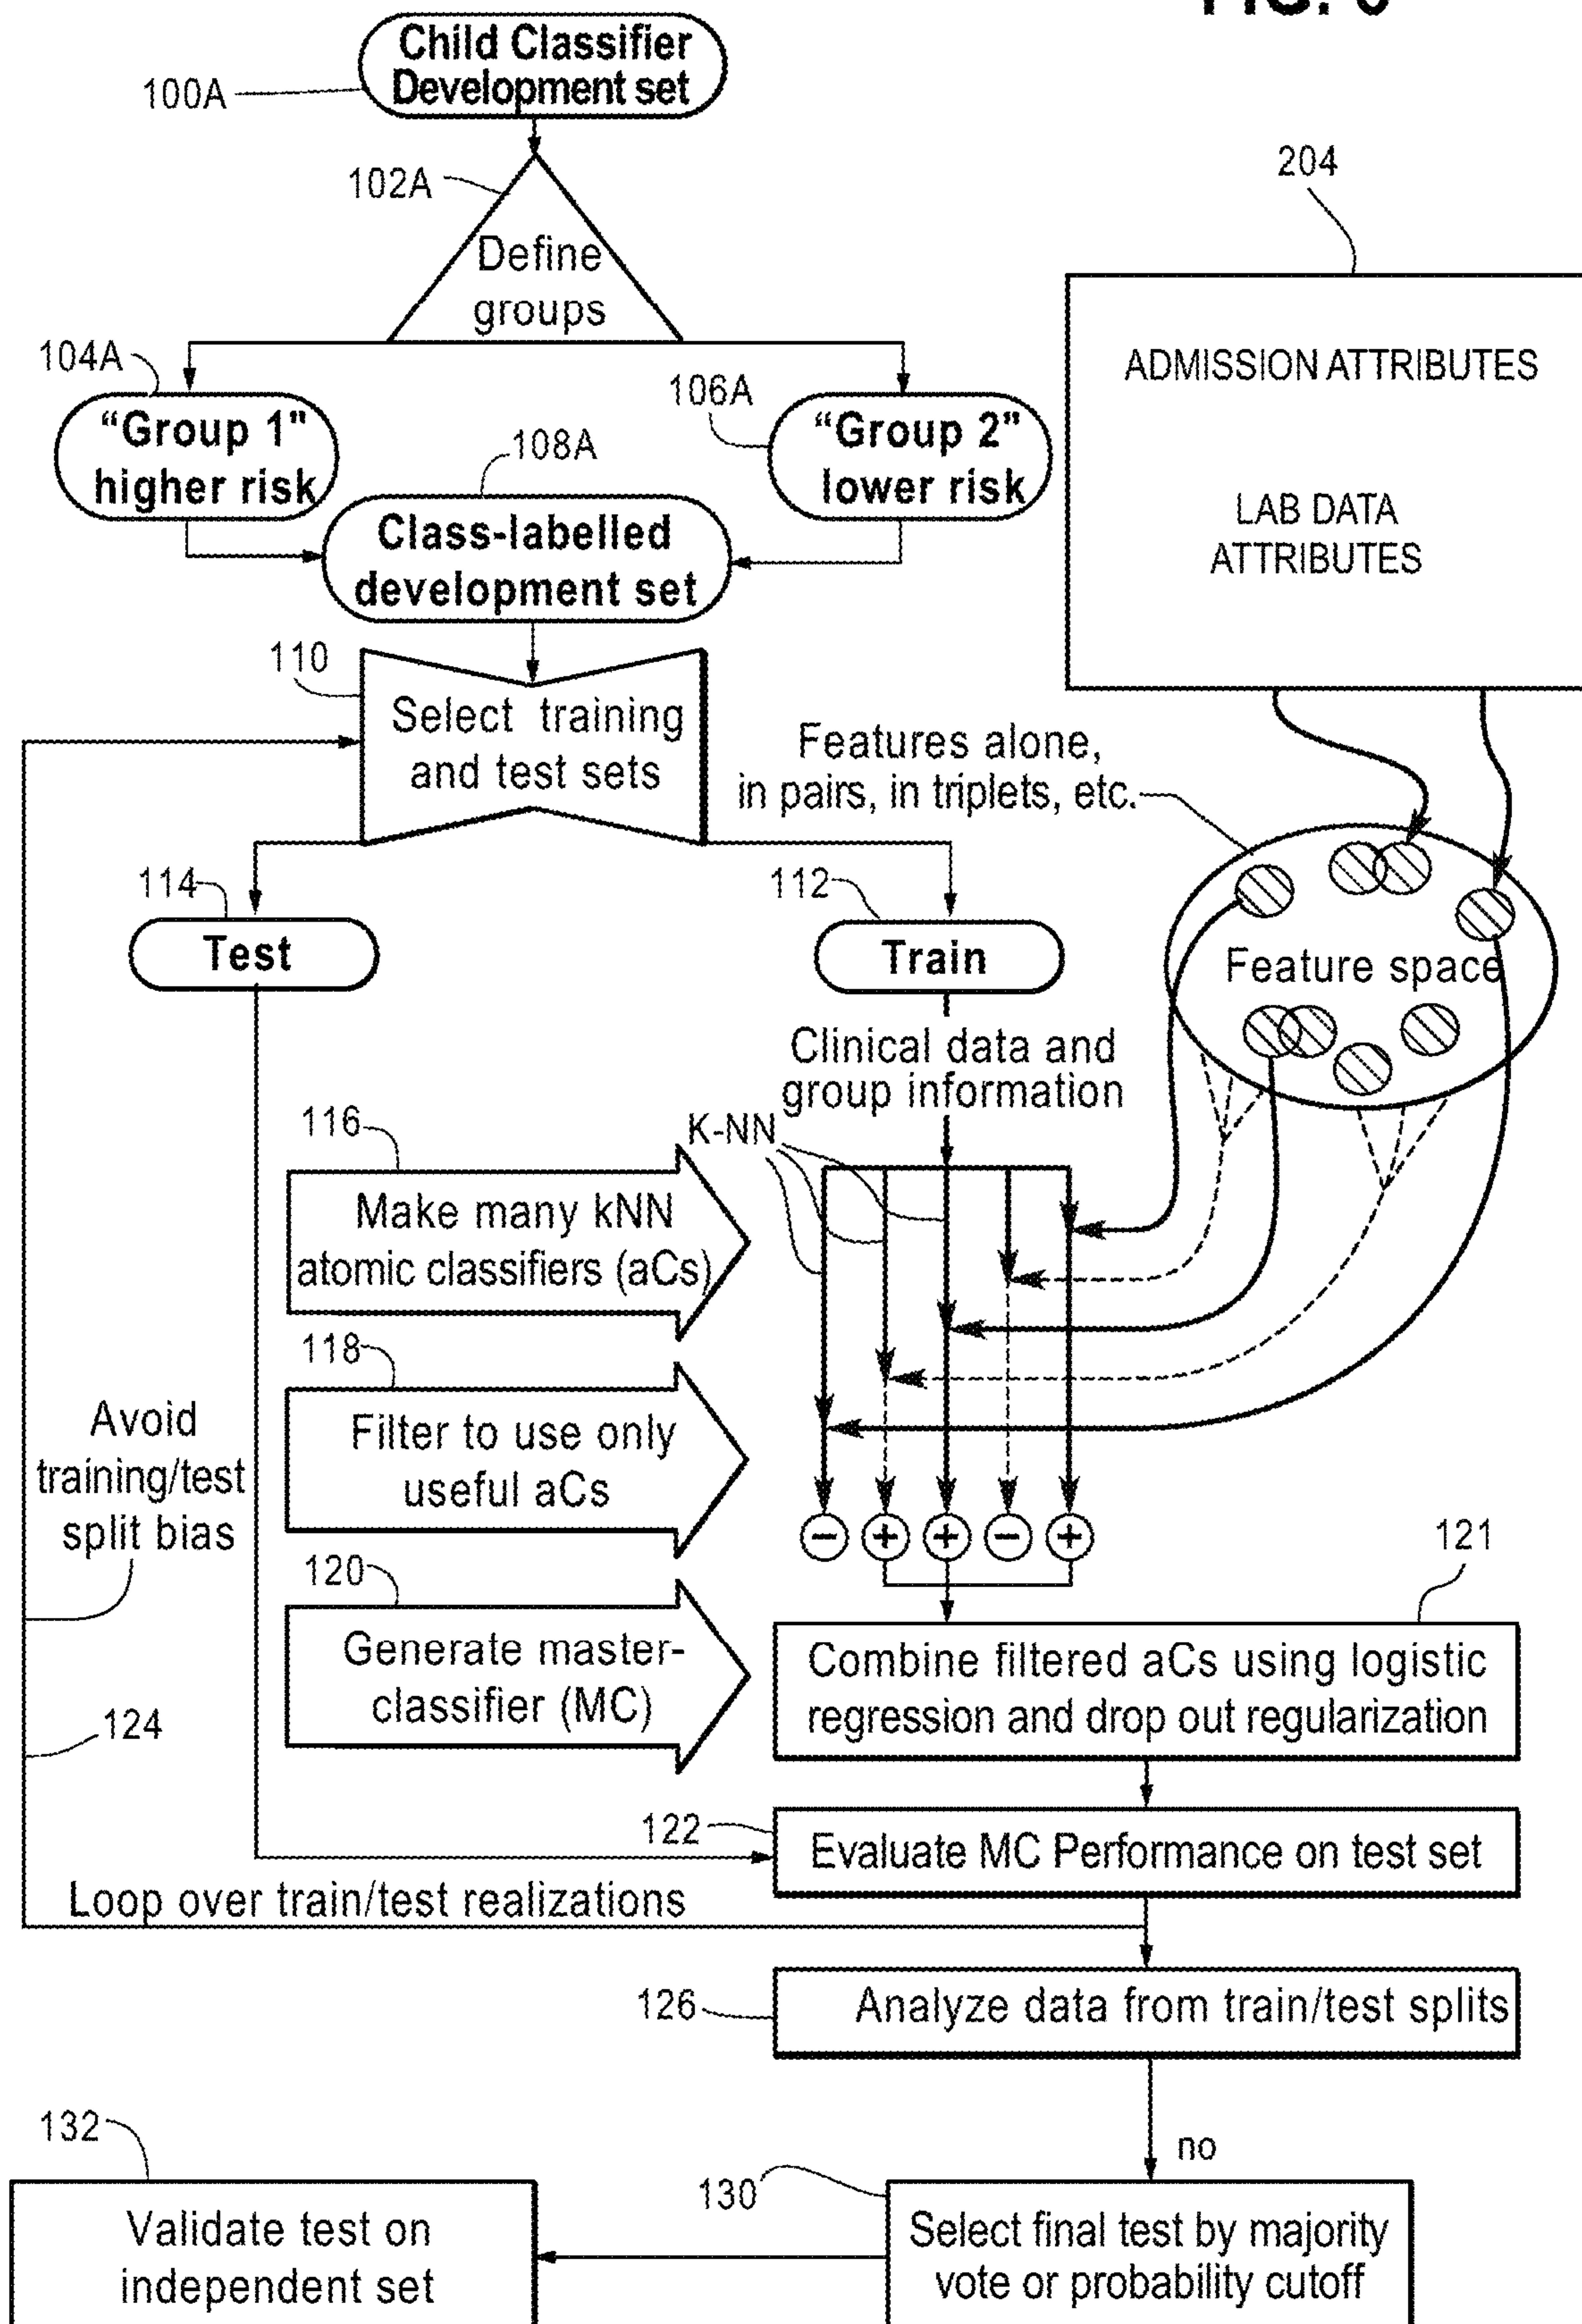 Child Classifier
Development set
100A
102A
204
Define
groups
ADMISSION ATTRIBUTES
LAB DATA
ATTRIBUTES
104A
106A
"Group 1"
higher risk
"Group 2"
lower risk
108A
Class-labelled
development set
110
Select training
and test sets
Features alone,
in pairs, in triplets, etc.
114
112
Test
Train
Feature space
Clinical data and
group information
116
K-NN
Make many kNN
atomic classifiers (aCs)
118
Filter to use only
useful aCs
Avoid
training/test
split bias
− + + − +
120
121
Generate master-
classifier (MC)
Combine filtered aCs using logistic
regression and drop out regularization
124
122
Evaluate MC Performance on test set
Loop over train/test realizations
126
Analyze data from train/test splits
no
132
130
Validate test on
independent set
Select final test by majority
vote or probability cutoff